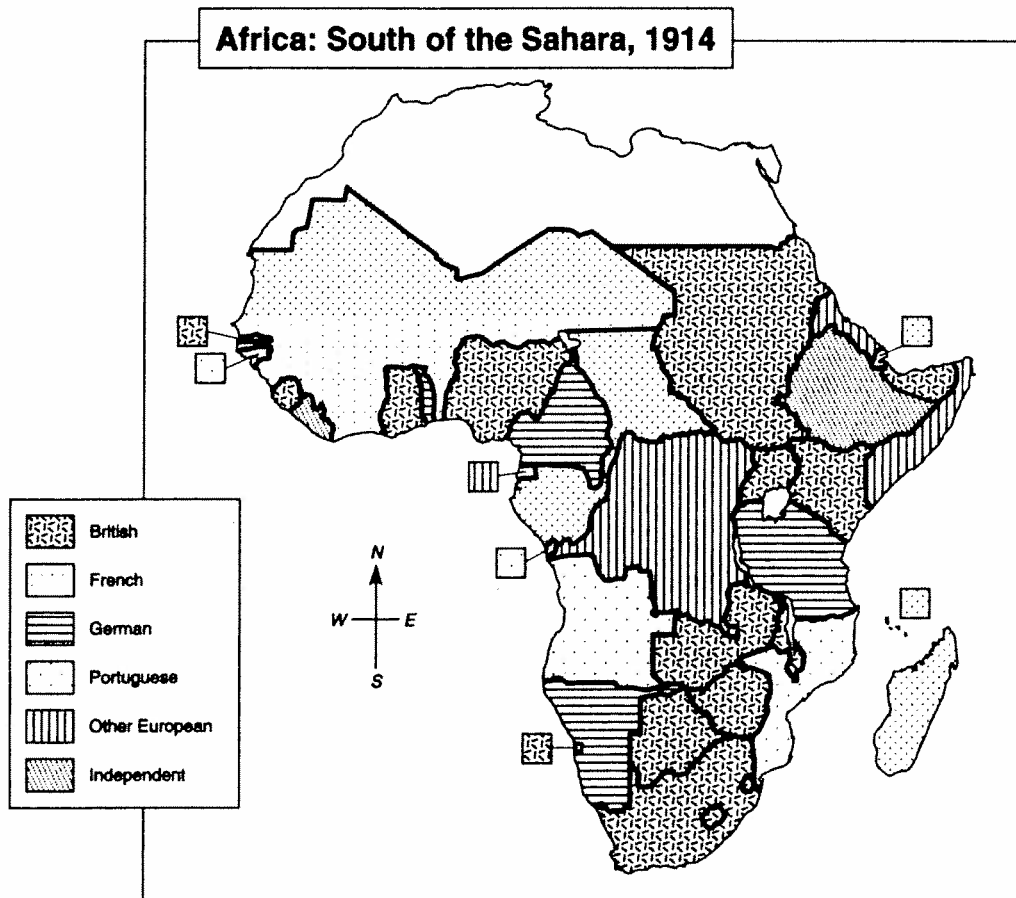 Africa: South of the Sahara, 1914
British
French
German
Portuguese
Other European
Independent
N
W E
S